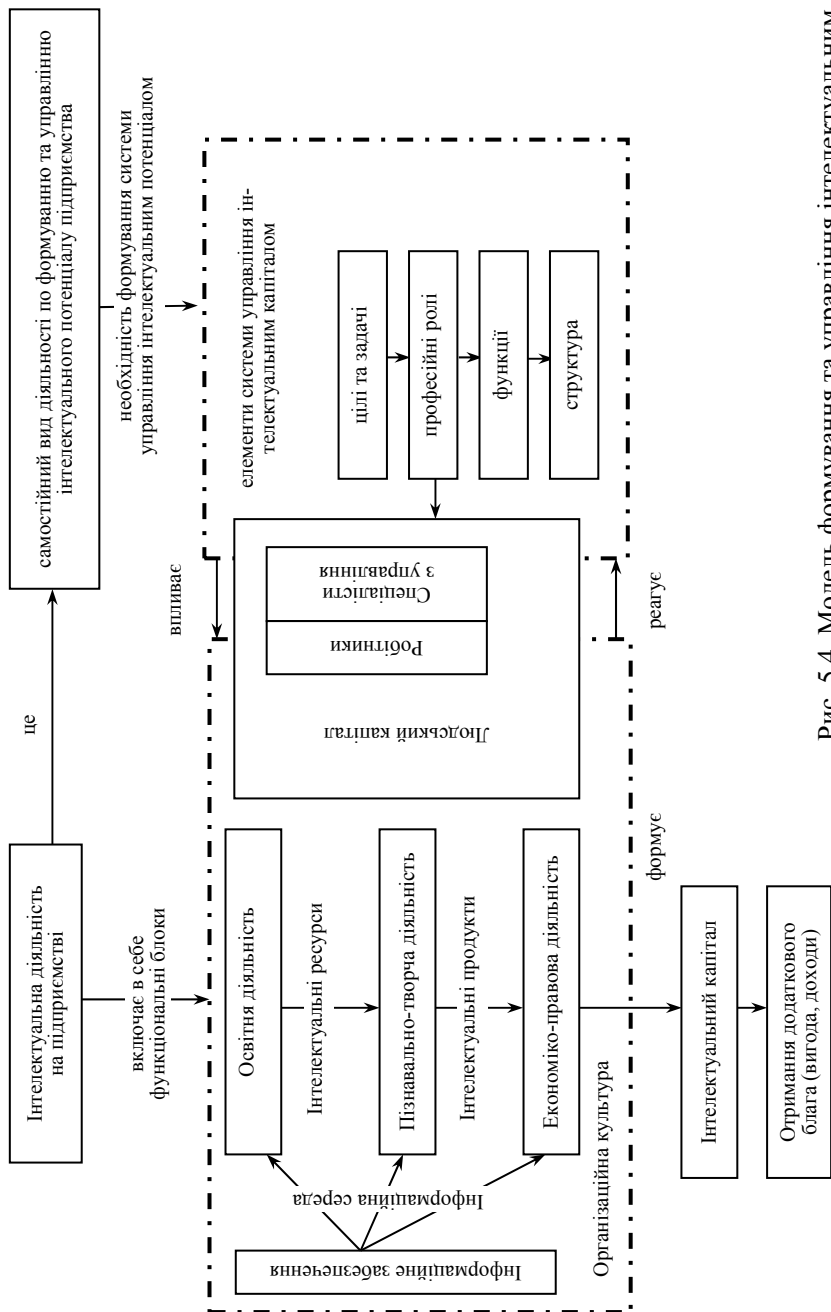 Інтелектуальна діяльність
на підприємстві
це
самостійний вид діяльності по формуванню та управлінню
інтелектуального потенціалу підприємства
включає в себе
функціональні блоки
необхідність формування системи
управління інтелектуальним потенціалом
Інформаційне забезпечення
Інформаційна середа
Освітня діяльність
Інтелектуальні ресурси
Пізнавально-творча діяльність
Інтелектуальні продукти
Економіко-правова діяльність
Організаційна культура
впливає
Людський капітал
Робітники
Спеціалісти
з управління
реагує
елементи системи управління ін-
телектуальним капіталом
цілі та задачі
професійні ролі
функції
структура
формує
Інтелектуальний капітал
Отримання додаткового
блага (вигода, доходи)
Рис. 5.4. Модель формування та управління інтелектуальним